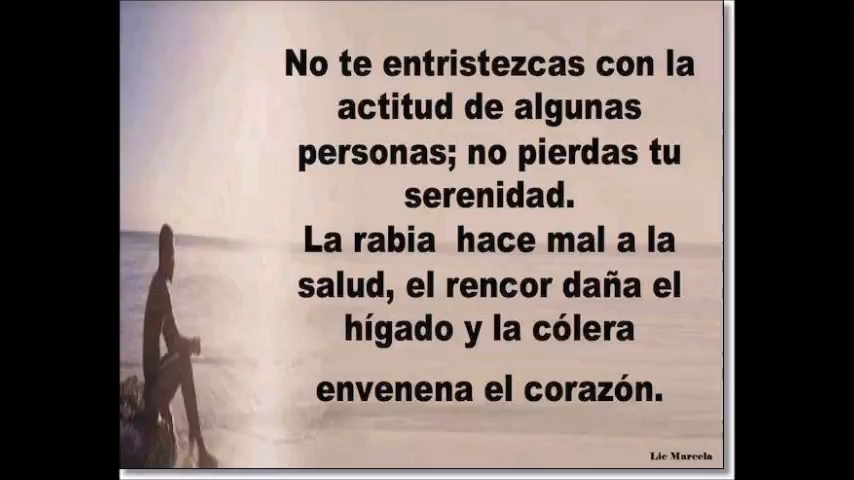 No te entristezcas con la
actitud de algunas
personas; no pierdas tu
serenidad.
La rabia hace mal a la
salud, el rencor daña el
hígado y la cólera
envenena el corazón.
Lic Marcela